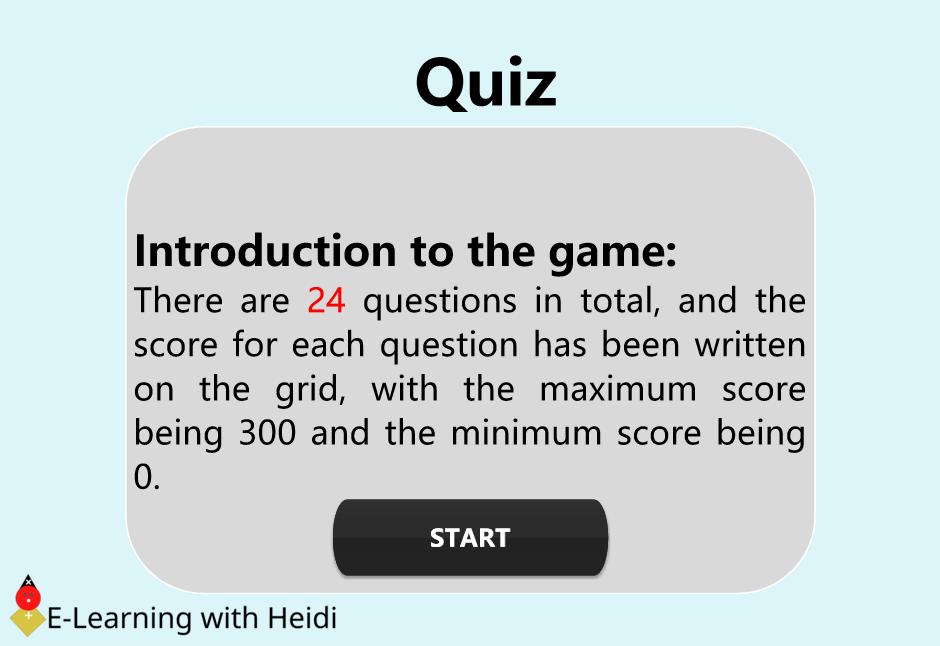 Quiz
Introduction to the game:
There are 24 questions in total, and the
score for each question has been written
on the grid, with the maximum score
being 300 and the minimum score being
0.
START
E-Learning with Heidi